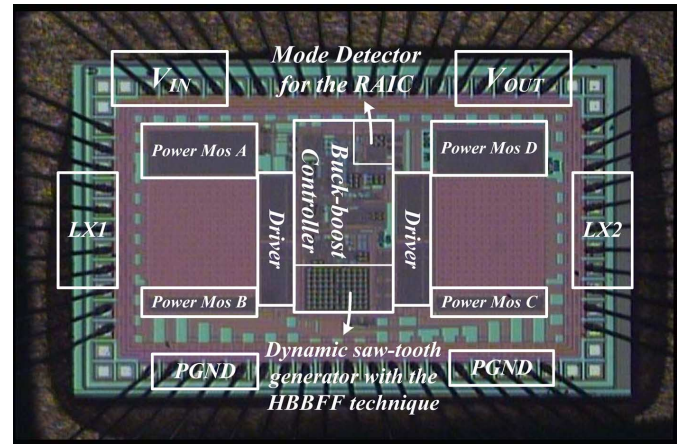 Mode Detector
for the RAIC
VIN
VOUT
Power Mos A
Power Mos D
Buck-boost
Controller
LX1
Driver
Driver
LX2
Power Mos B
Power Mos C
PGND
Dynamic saw-tooth
generator with the
HBBFF technique
PGND